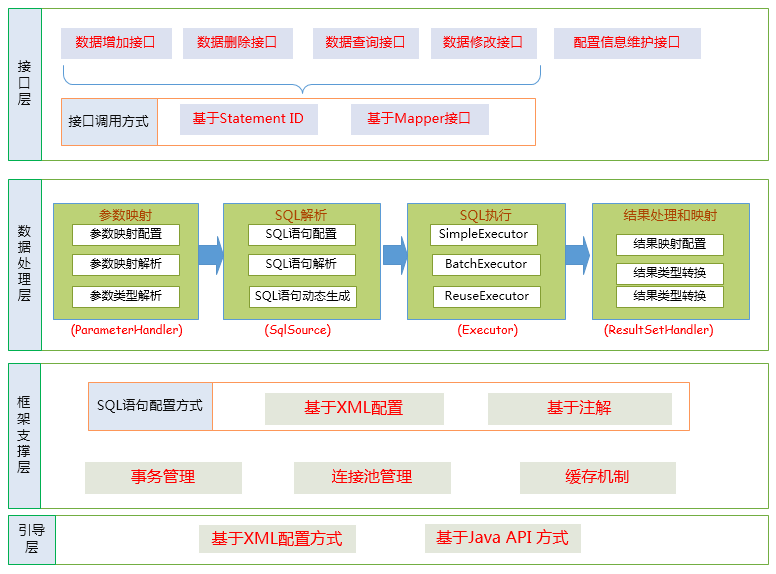 接口层
数据增加接口
数据删除接口
数据查询接口
数据修改接口
配置信息维护接口
接口调用方式
基于Statement ID
基于Mapper接口
数据处理层
参数映射
参数映射配置
参数映射解析
参数类型解析
(ParameterHandler)
SQL解析
SQL语句配置
SQL语句解析
SQL语句动态生成
(SqlSource)
SQL执行
SimpleExecutor
BatchExecutor
ReuseExecutor
(Executor)
结果处理和映射
结果映射配置
结果类型转换
结果类型转换
(ResultSetHandler)
框架支撑层
SQL语句配置方式
基于XML配置
基于注解
事务管理
连接池管理
缓存机制
引导层
基于XML配置方式
基于Java API 方式